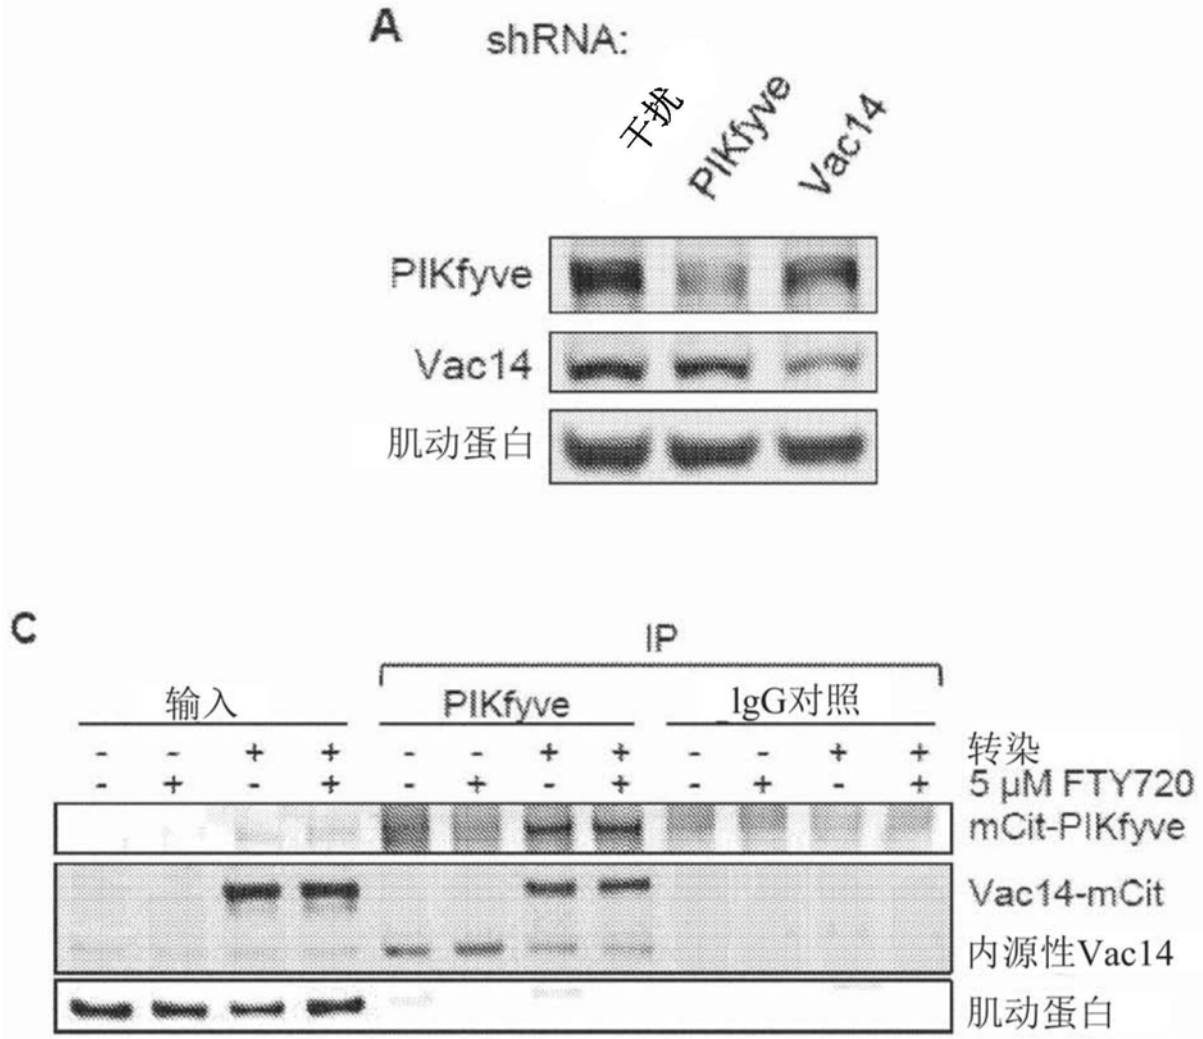 A
shRNA:
干扰
PIKfyve
Vac14
PIKfyve
Vac14
肌动蛋白
C
IP
输入
PIKfyve
IgG对照
- - + + - - + + - - + + 转染
- + - + - + - + - + - + 5 μM FTY720
mCit-PIKfyve
Vac14-mCit
内源性Vac14
肌动蛋白